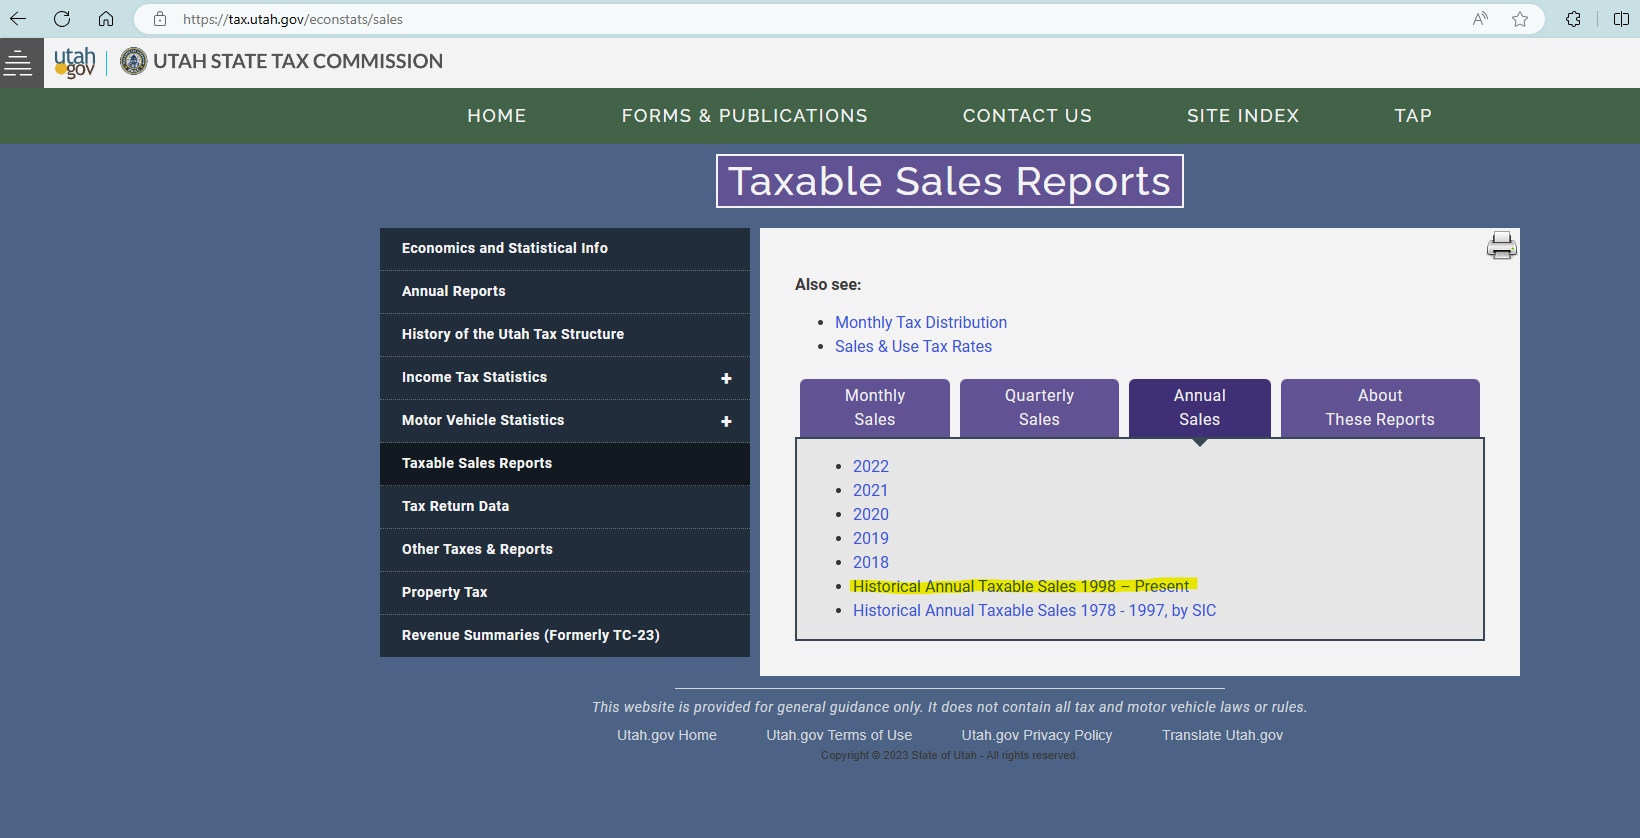 https://tax.utah.gov/econstats/sales
utah
gov
UTAH STATE TAX COMMISSION
HOME
FORMS & PUBLICATIONS
CONTACT US
SITE INDEX
TAP
Taxable Sales Reports
Economics and Statistical Info
Annual Reports
History of the Utah Tax Structure
Income Tax Statistics +
Motor Vehicle Statistics +
Taxable Sales Reports
Tax Return Data
Other Taxes & Reports
Property Tax
Revenue Summaries (Formerly TC-23)
Also see:
• Monthly Tax Distribution
• Sales & Use Tax Rates
Monthly
Sales
Quarterly
Sales
Annual
Sales
About
These Reports
• 2022
• 2021
• 2020
• 2019
• 2018
• Historical Annual Taxable Sales 1998 – Present
• Historical Annual Taxable Sales 1978 - 1997, by SIC
This website is provided for general guidance only. It does not contain all tax and motor vehicle laws or rules.
Utah.gov Home
Utah.gov Terms of Use
Utah.gov Privacy Policy
Translate Utah.gov
Copyright © 2023 State of Utah - All rights reserved.